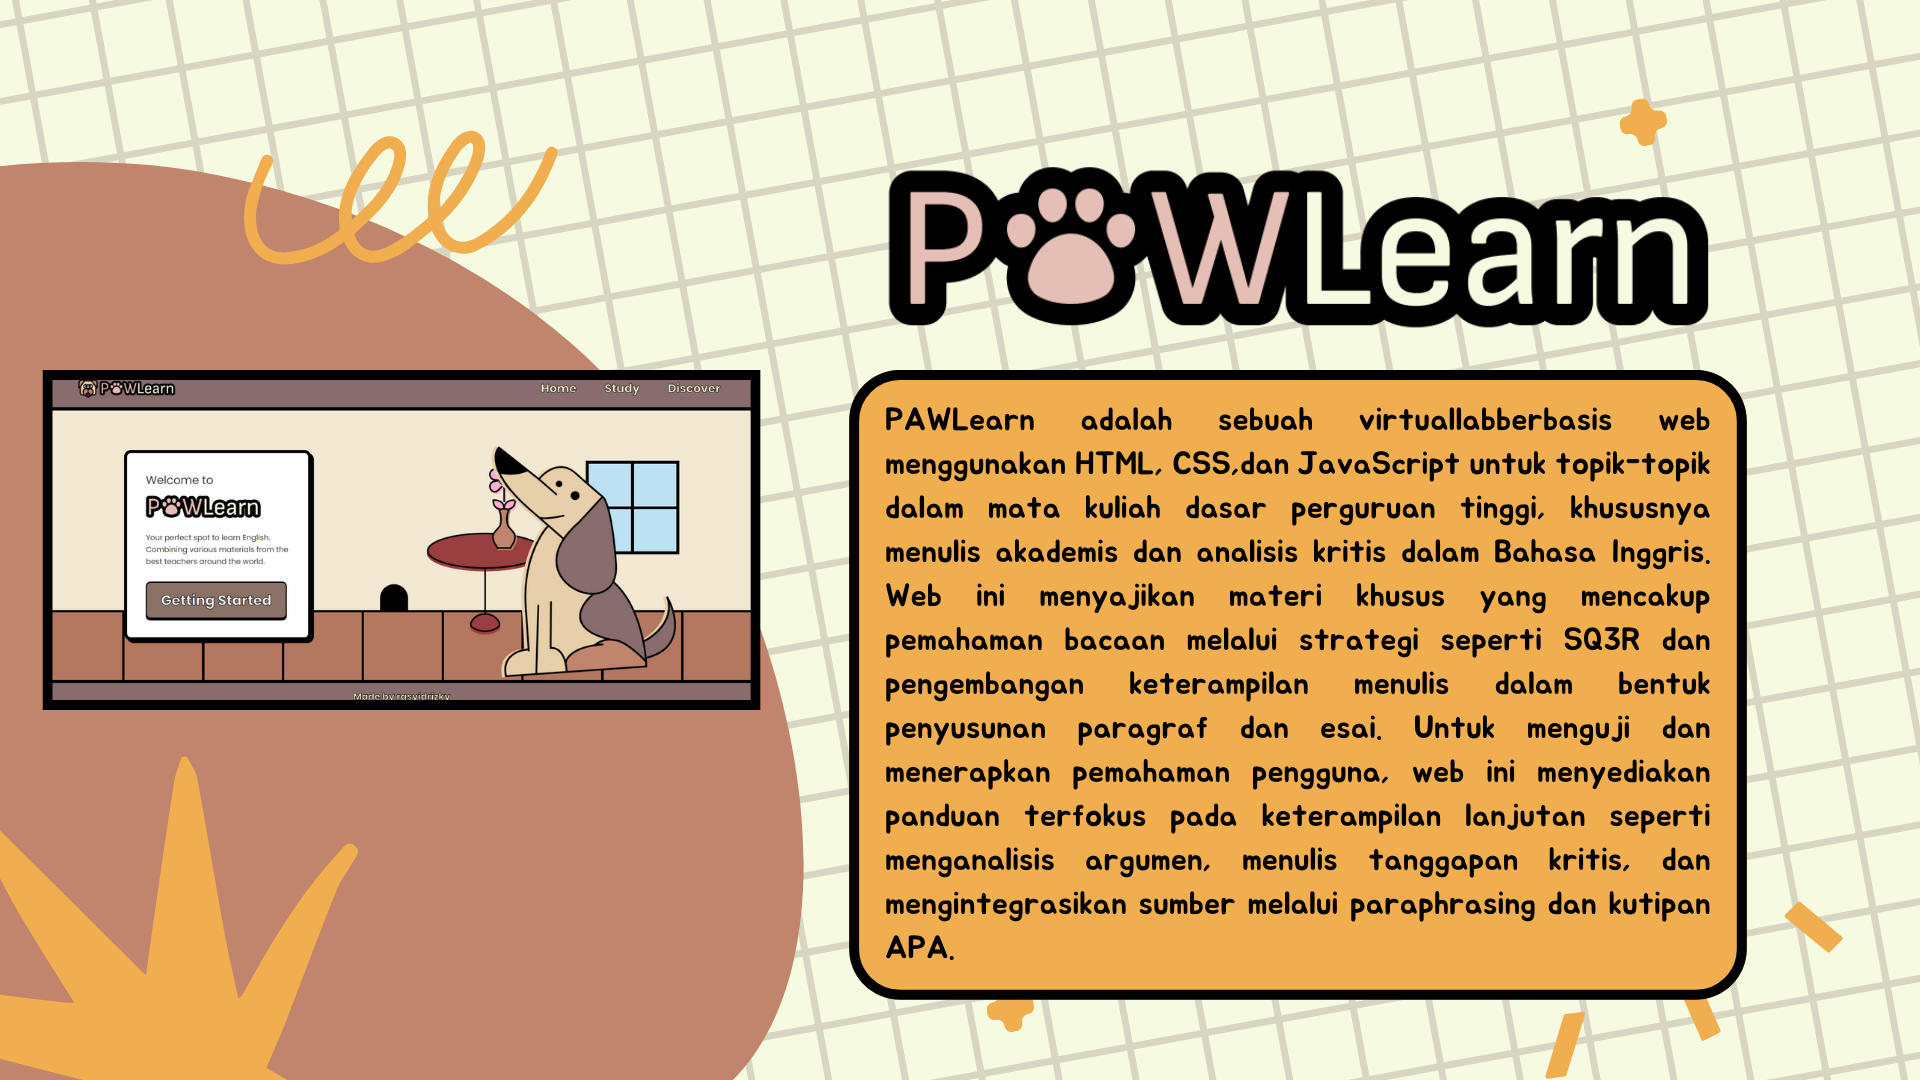 PAWLearn
PAWLearn
Home Study Discover
Welcome to
PAWLearn
Your perfect spot to learn English.
Combining various materials from the
best teachers around the world.
Getting Started
Made by rasyidrizky
PAWLearn adalah sebuah virtuallabberbasis web
menggunakan HTML, CSS,dan JavaScript untuk topik-topik
dalam mata kuliah dasar perguruan tinggi, khususnya
menulis akademis dan analisis kritis dalam Bahasa Inggris.
Web ini menyajikan materi khusus yang mencakup
pemahaman bacaan melalui strategi seperti SQ3R dan
pengembangan keterampilan menulis dalam bentuk
penyusunan paragraf dan esai. Untuk menguji dan
menerapkan pemahaman pengguna, web ini menyediakan
panduan terfokus pada keterampilan lanjutan seperti
menganalisis argumen, menulis tanggapan kritis, dan
mengintegrasikan sumber melalui paraphrasing dan kutipan
APA.